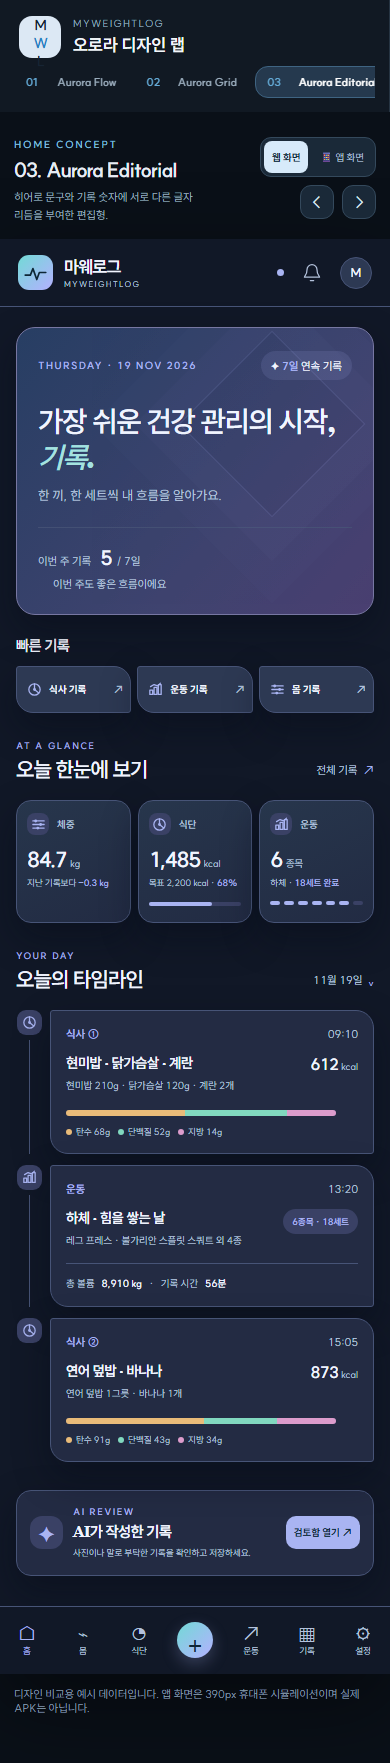 M
W
MYWEIGHTLOG
오로라 디자인 랩
01 Aurora Flow 02 Aurora Grid 03 Aurora Editorial
HOME CONCEPT
03. Aurora Editorial
히어로 문구와 기록 숫자에 서로 다른 글자
리듬을 부여한 편집형.
웹 화면 앱 화면
마웨로그
MYWEIGHTLOG
M
THURSDAY · 19 NOV 2026
✦ 7일 연속 기록
가장 쉬운 건강 관리의 시작,
기록.
한 끼, 한 세트씩 내 흐름을 알아가요.
이번 주 기록 5 / 7일
이번 주도 좋은 흐름이에요
빠른 기록
식사 기록 ↗ 운동 기록 ↗ 몸 기록 ↗
AT A GLANCE
오늘 한눈에 보기
전체 기록 ↗
체중
84.7 kg
지난 기록보다 −0.3 kg
식단
1,485 kcal
목표 2,200 kcal · 68%
운동
6 종목
하체 · 18세트 완료
YOUR DAY
오늘의 타임라인
11월 19일
식사 ① 09:10
현미밥 · 닭가슴살 · 계란 612 kcal
현미밥 210g · 닭가슴살 120g · 계란 2개
탄수 68g 단백질 52g 지방 14g
운동 13:20
하체 · 힘을 쌓는 날 6종목 · 18세트
레그 프레스 · 불가리안 스플릿 스쿼트 외 4종
총 볼륨 8,910 kg · 기록 시간 56분
식사 ② 15:05
연어 덮밥 · 바나나 873 kcal
연어 덮밥 1그릇 · 바나나 1개
탄수 91g 단백질 43g 지방 34g
AI REVIEW
AI가 작성한 기록
사진이나 말로 부탁한 기록을 확인하고 저장하세요.
검토함 열기 ↗
홈 몸 식단 + 운동 기록 설정
디자인 비교용 예시 데이터입니다. 앱 화면은 390px 휴대폰 시뮬레이션이며 실제
APK는 아닙니다.